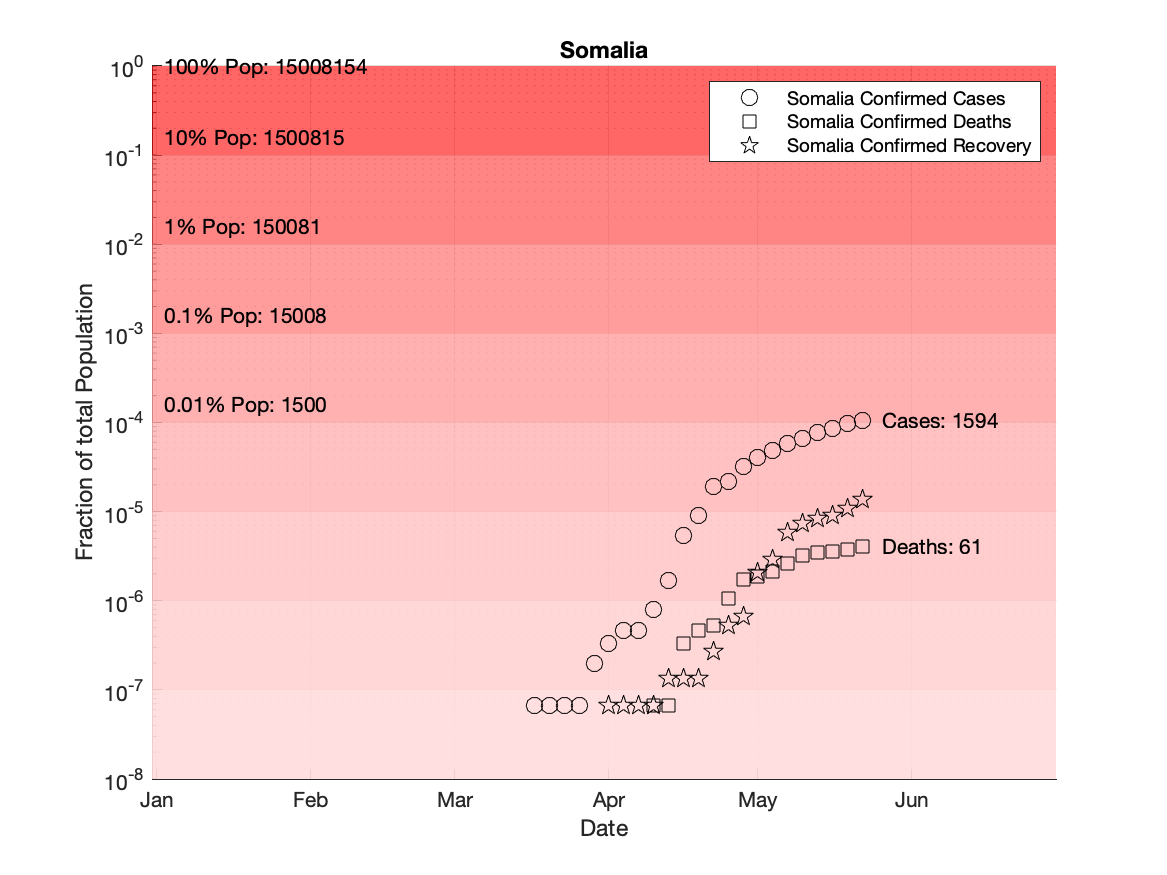 Somalia
10^0
10^-1
10^-2
10^-3
10^-4
10^-5
10^-6
10^-7
10^-8
Fraction of total Population
100% Pop: 15008154
10% Pop: 1500815
1% Pop: 150081
0.1% Pop: 15008
0.01% Pop: 1500
Somalia Confirmed Cases
Somalia Confirmed Deaths
Somalia Confirmed Recovery
Cases: 1594
Deaths: 61
Jan Feb Mar Apr May Jun
Date